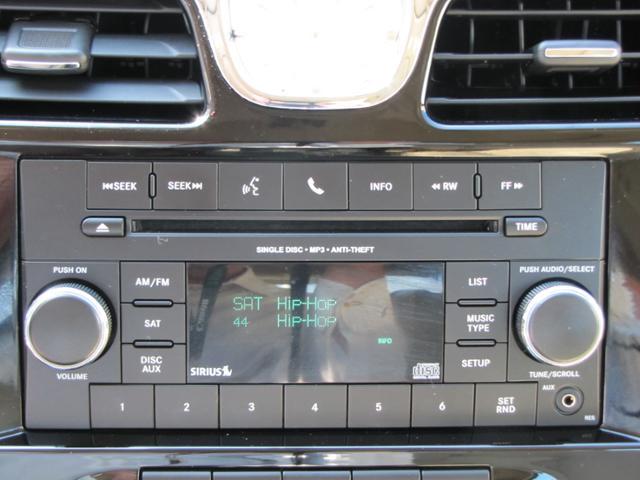 SEEK
SEEK
INFO
RW
FF
TIME
SINGLE DISC • MP3 • ANTI-THEFT
PUSH ON
VOLUME
AM/FM
SAT
DISC AUX
SAT Hip-Hop
44 Hip-Hop
INFO
SIRIUS
disc
LIST
MUSIC TYPE
SETUP
PUSH AUDIO/SELECT
TUNE/SCROLL
1
2
3
4
5
6
SET RND
AUX
RES